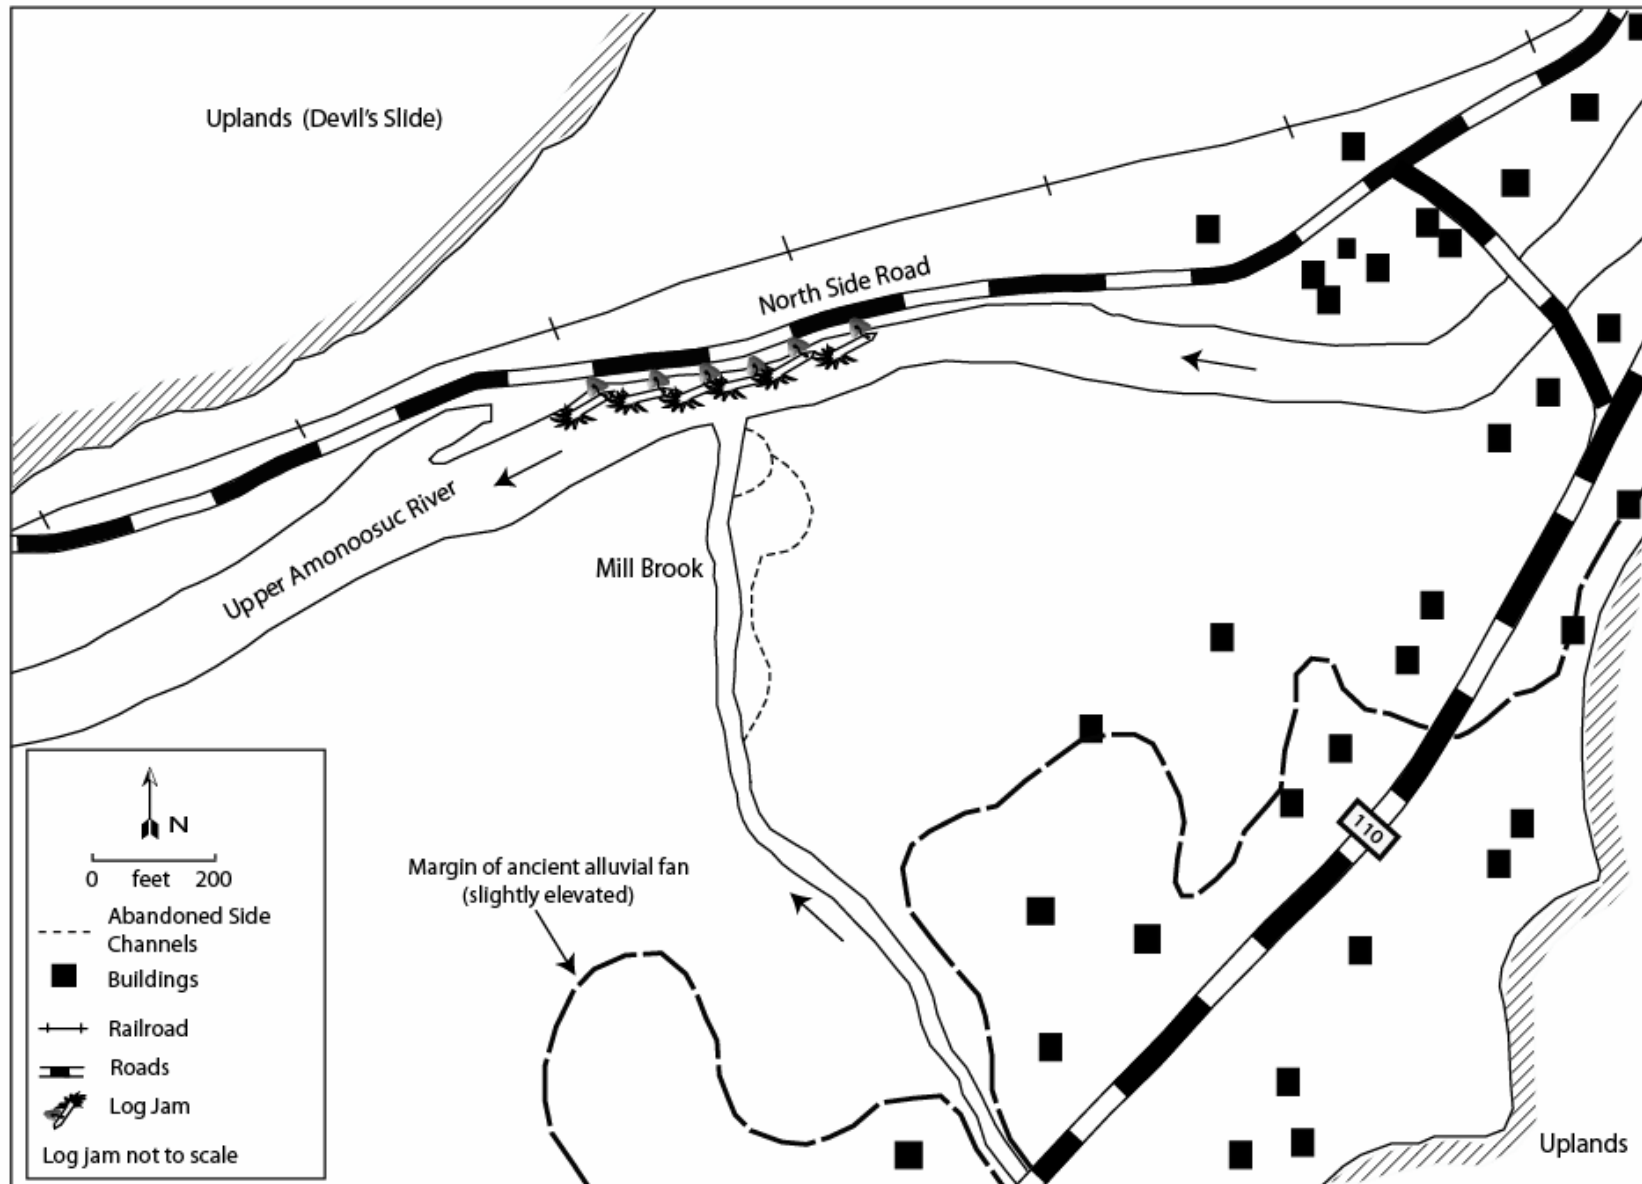 Uplands (Devil's Slide)
North Side Road
Upper Amonoosuc River
Mill Brook
110
Margin of ancient alluvial fan
(slightly elevated)
N
0 feet 200
Abandoned Side
Channels
Buildings
Railroad
Roads
Log Jam
Log jam not to scale
Uplands